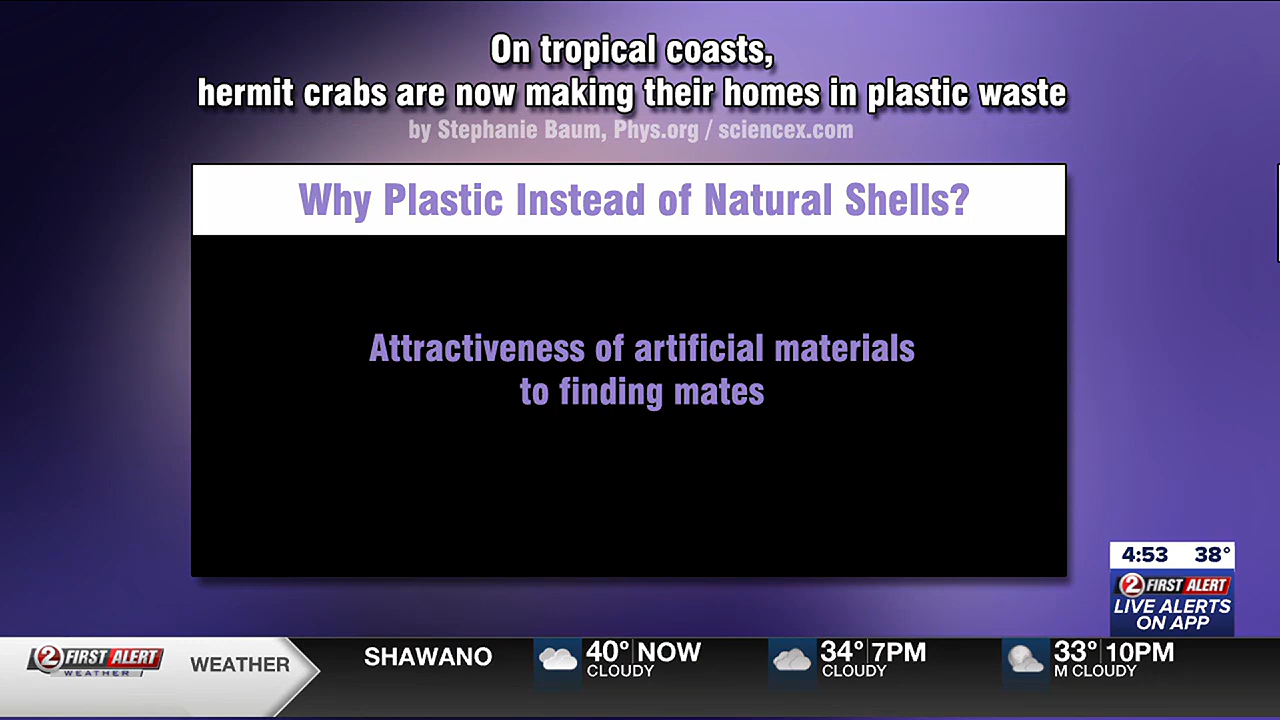 On tropical coasts,
hermit crabs are now making their homes in plastic waste
by Stephanie Baum, Phys.org / sciencex.com
Why Plastic Instead of Natural Shells?
Attractiveness of artificial materials
to finding mates
4:53 38°
2 FIRST ALERT
LIVE ALERTS
ON APP
2 FIRST ALERT
WEATHER
WEATHER
SHAWANO
40° NOW
CLOUDY
34° 7PM
CLOUDY
33° 10PM
M CLOUDY